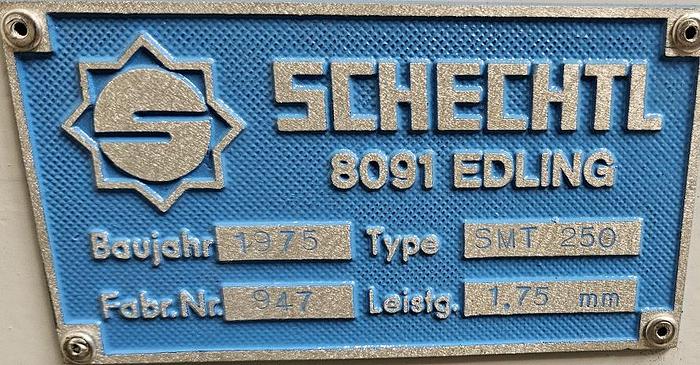 SCHECHTL
8091 EDLING
Baujahr 1975 Type SMT 250
Fabr.Nr. 947 Leistg. 1,75 mm